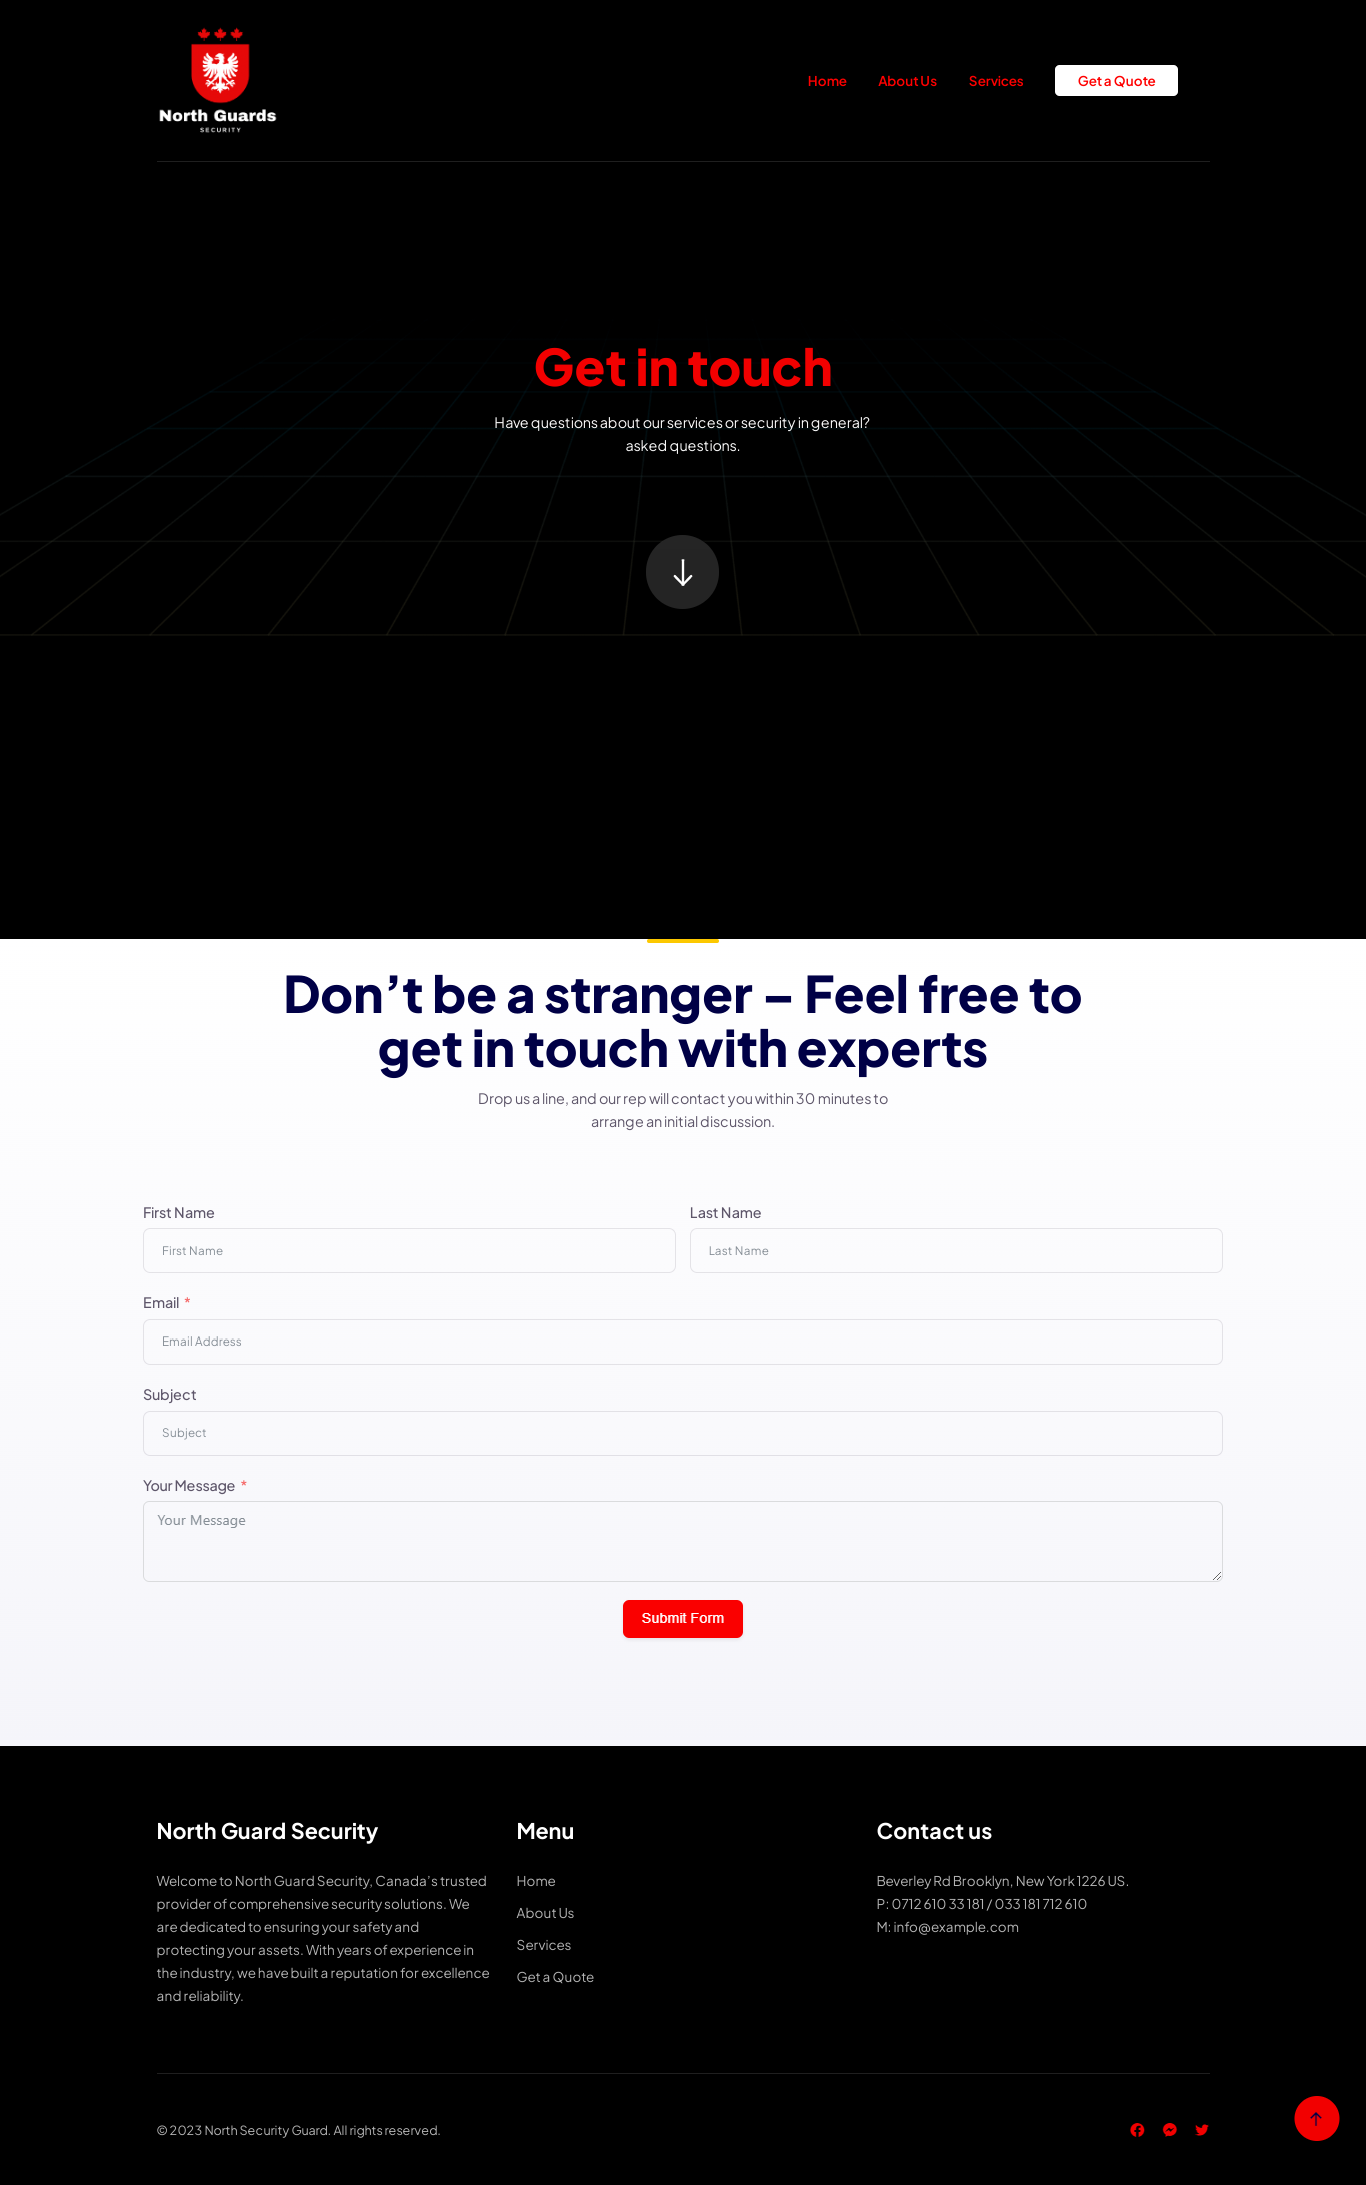 North Guards
SECURITY
Home
About Us
Services
Get a Quote
Get in touch
Have questions about our services or security in general?
asked questions.
Don’t be a stranger – Feel free to
get in touch with experts
Drop us a line, and our rep will contact you within 30 minutes to
arrange an initial discussion.
First Name
Last Name
First Name
Last Name
Email *
Email Address
Subject
Subject
Your Message *
Your Message
Submit Form
North Guard Security
Welcome to North Guard Security, Canada’s trusted
provider of comprehensive security solutions. We
are dedicated to ensuring your safety and
protecting your assets. With years of experience in
the industry, we have built a reputation for excellence
and reliability.
Menu
Home
About Us
Services
Get a Quote
Contact us
Beverley Rd Brooklyn, New York 1226 US.
P: 0712 610 33 181 / 033 181 712 610
M: info@example.com
© 2023 North Security Guard. All rights reserved.